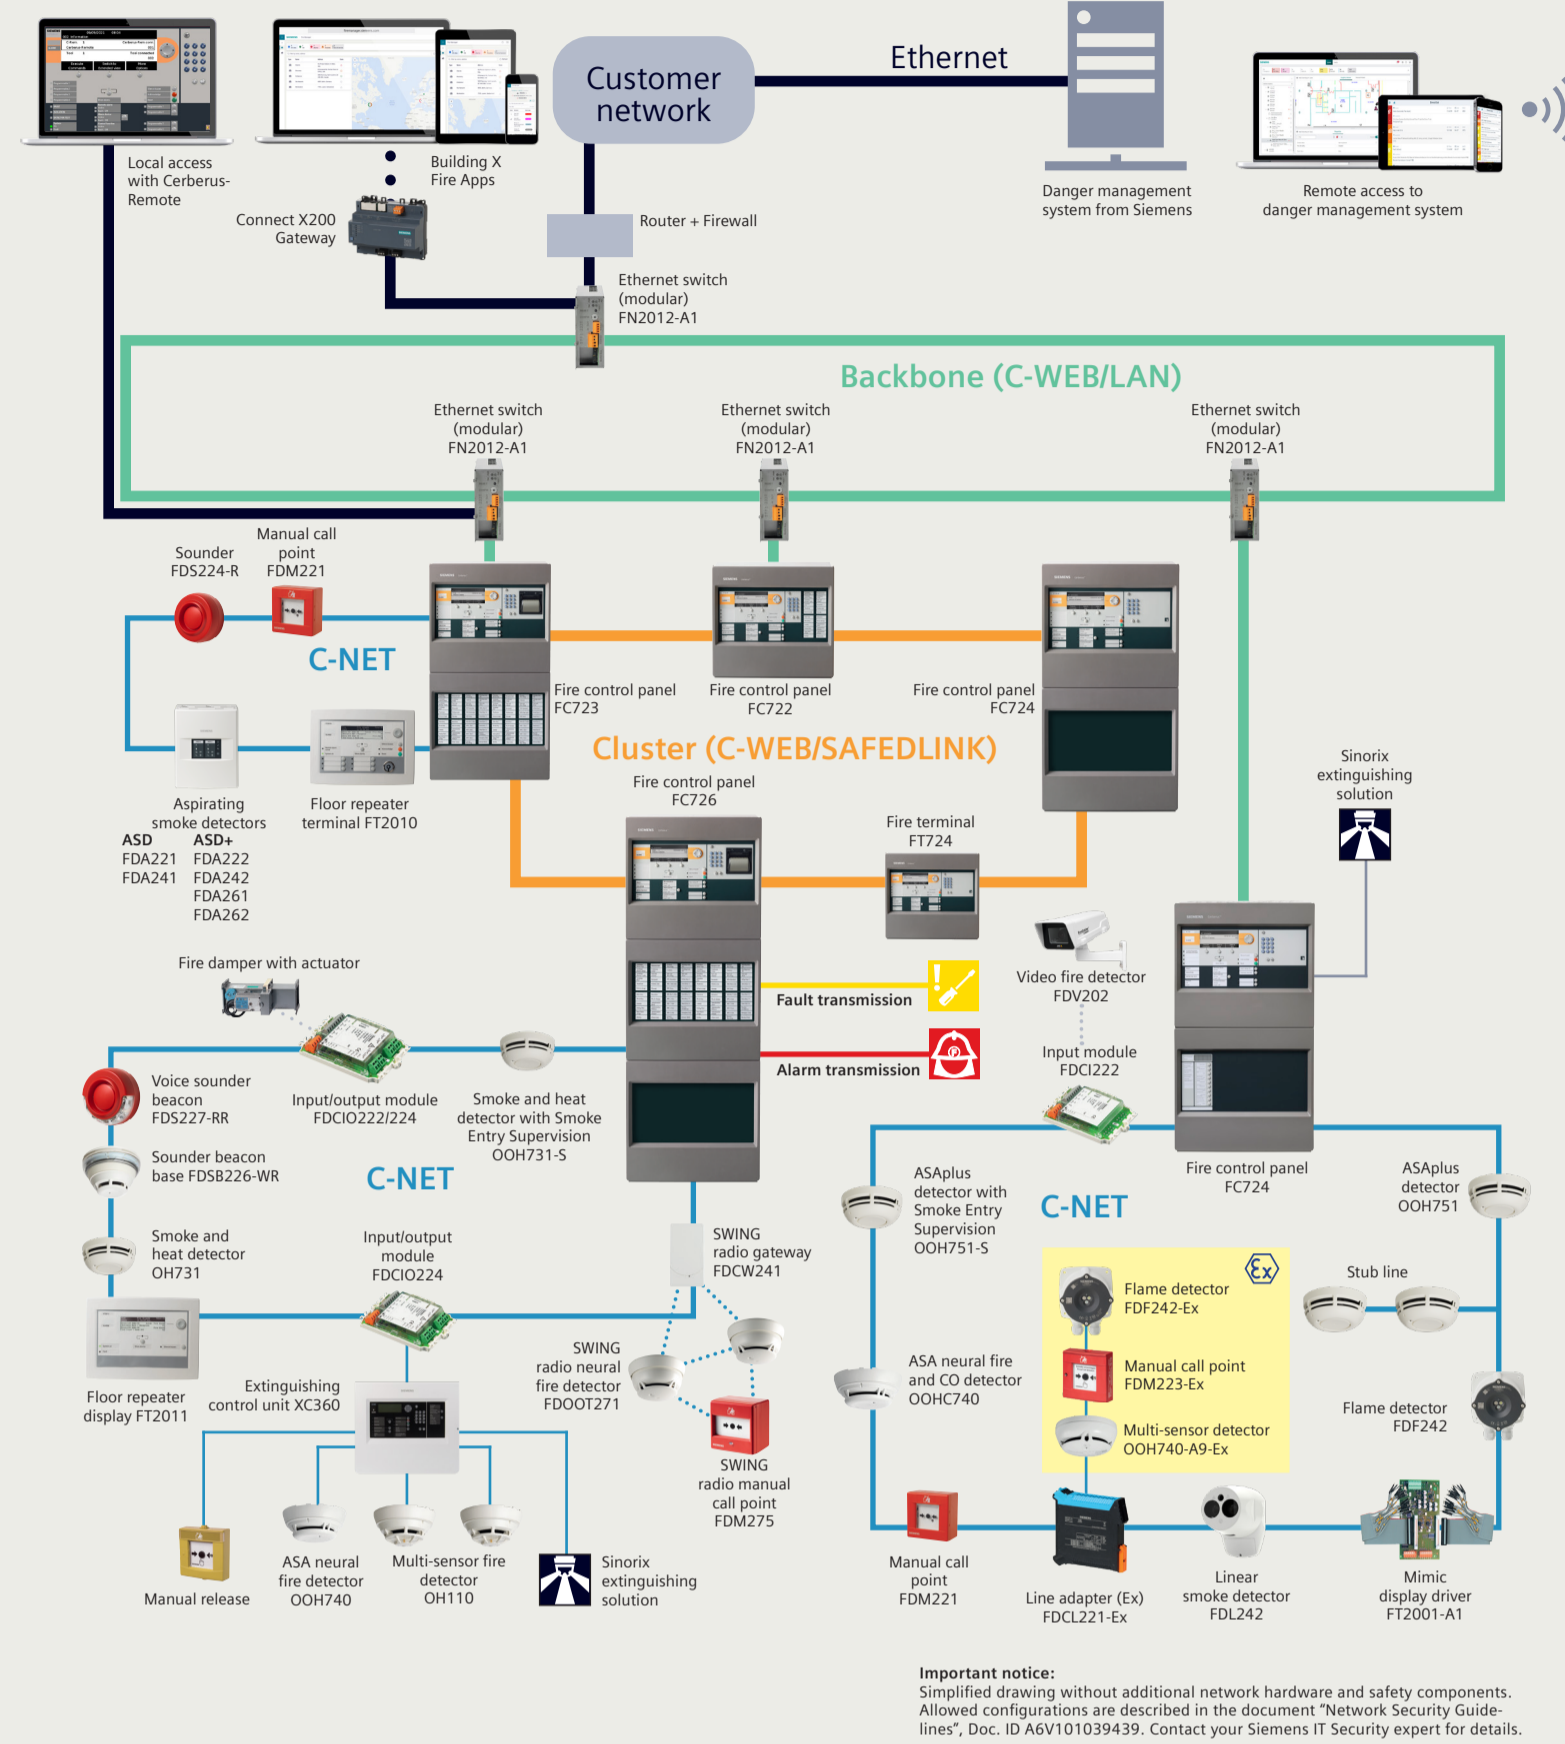 Customer
network
Ethernet
Local access
with Cerberus-
Remote
Building X
Fire Apps
Connect X200
Gateway
Router + Firewall
Danger management
system from Siemens
Remote access to
danger management system
Ethernet switch
(modular)
FN2012-A1
Backbone (C-WEB/LAN)
Ethernet switch
(modular)
FN2012-A1
Ethernet switch
(modular)
FN2012-A1
Ethernet switch
(modular)
FN2012-A1
Sounder
FDS224-R
Manual call
point
FDM221
C-NET
Fire control panel
FC723
Fire control panel
FC722
Fire control panel
FC724
Cluster (C-WEB/SAFEDLINK)
Aspirating
smoke detectors
ASD ASD+
FDA221 FDA222
FDA241 FDA242
FDA261
FDA262
Floor repeater
terminal FT2010
Fire control panel
FC726
Fire terminal
FT724
Sinorix
extinguishing
solution
Fire damper with actuator
Fault transmission
Alarm transmission
Video fire detector
FDV202
Input module
FDCI222
Voice sounder
beacon
FDS227-RR
Input/output module
FDCIO222/224
Smoke and heat
detector with Smoke
Entry Supervision
OOH731-S
Sounder beacon
base FDSB226-WR
C-NET
Smoke and
heat detector
OH731
Input/output
module
FDCIO224
SWING
radio gateway
FDCW241
ASAplus
detector with
Smoke Entry
Supervision
OOH751-S
C-NET
Fire control panel
FC724
ASAplus
detector
OOH751
Ex
Flame detector
FDF242-Ex
Stub line
Manual call point
FDM223-Ex
Multi-sensor detector
OOH740-A9-Ex
ASA neural fire
and CO detector
OOHC740
Flame detector
FDF242
Floor repeater
display FT2011
Extinguishing
control unit XC360
SWING
radio neural
fire detector
FDOOT271
SWING
radio manual
call point
FDM275
Manual release
ASA neural
fire detector
OOH740
Multi-sensor fire
detector
OH110
Sinorix
extinguishing
solution
Manual call
point
FDM221
Line adapter (Ex)
FDCL221-Ex
Linear
smoke detector
FDL242
Mimic
display driver
FT2001-A1
Important notice:
Simplified drawing without additional network hardware and safety components.
Allowed configurations are described in the document “Network Security Guide-
lines”, Doc. ID A6V101039439. Contact your Siemens IT Security expert for details.